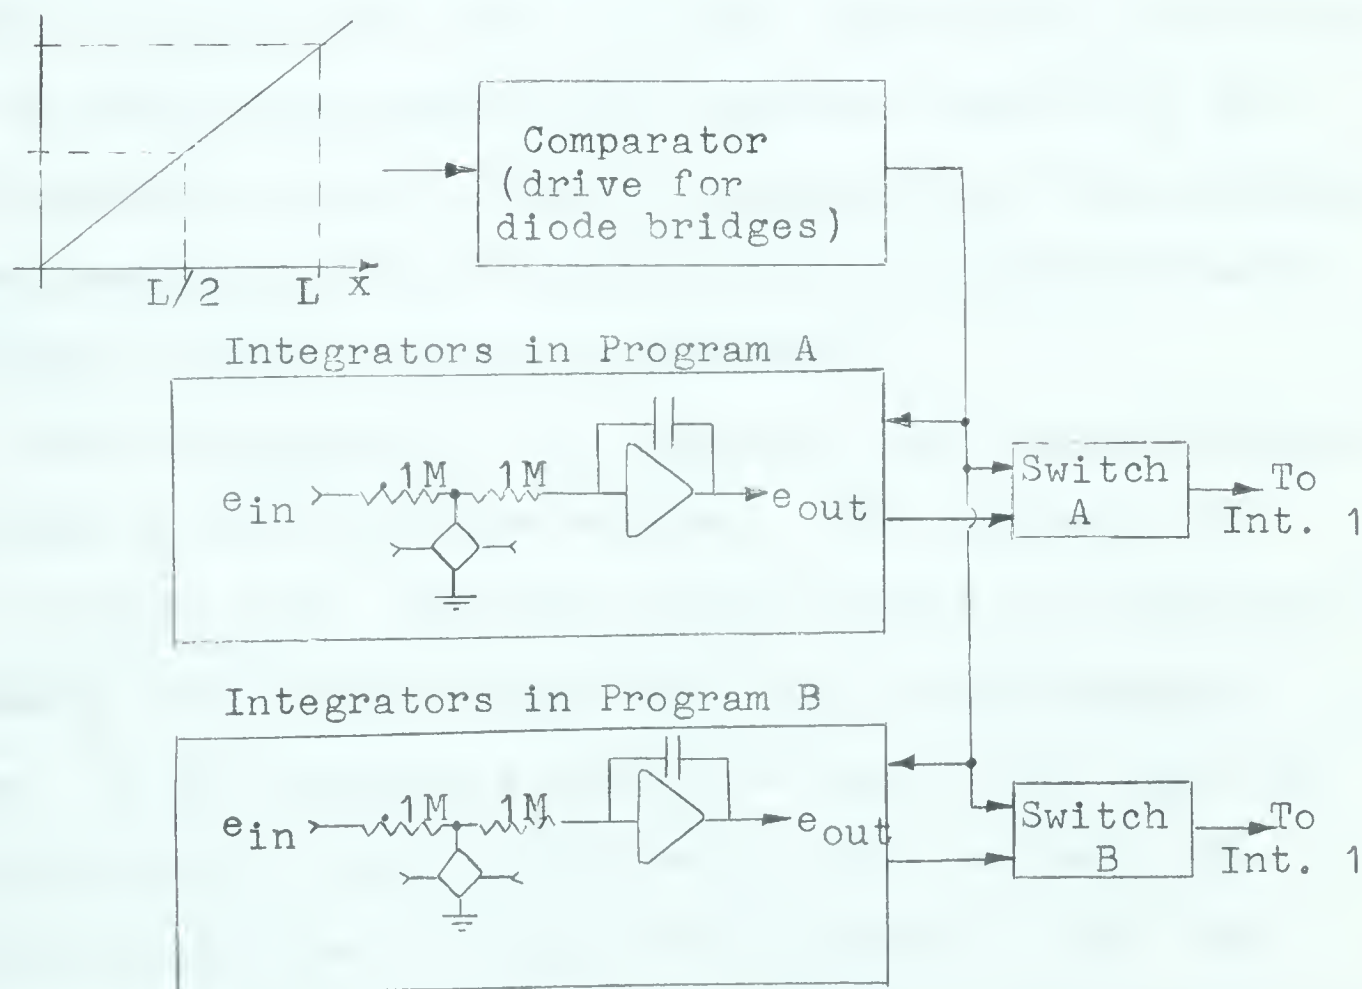 Comparator
(drive for
diode bridges)
L/2 L x
Integrators in Program A
1M 1M
e_in e_out
Switch
A
To
Int. 1
Integrators in Program B
1M 1M
e_in e_out
Switch
B
To
Int. 1